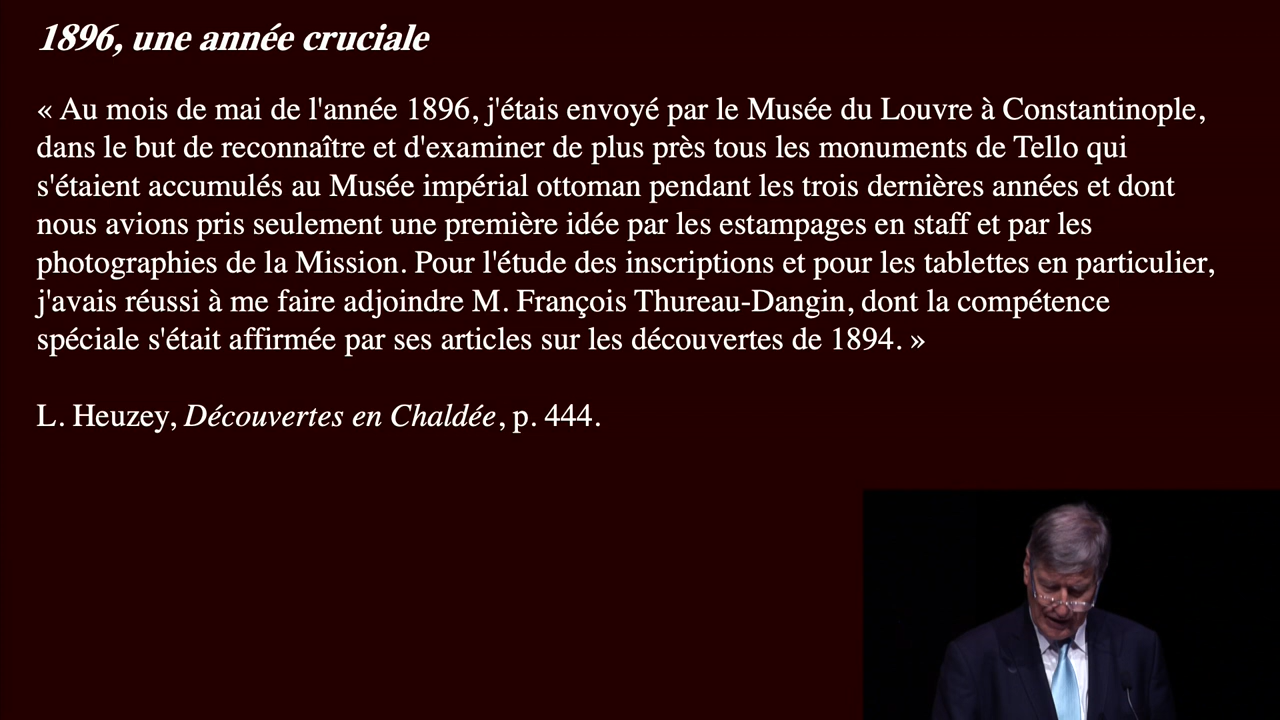 1896, une année cruciale
« Au mois de mai de l'année 1896, j'étais envoyé par le Musée du Louvre à Constantinople,
dans le but de reconnaître et d'examiner de plus près tous les monuments de Tello qui
s'étaient accumulés au Musée impérial ottoman pendant les trois dernières années et dont
nous avions pris seulement une première idée par les estampages en staff et par les
photographies de la Mission. Pour l'étude des inscriptions et pour les tablettes en particulier,
j'avais réussi à me faire adjoindre M. François Thureau-Dangin, dont la compétence
spéciale s'était affirmée par ses articles sur les découvertes de 1894. »
L. Heuzey, Découvertes en Chaldée, p. 444.